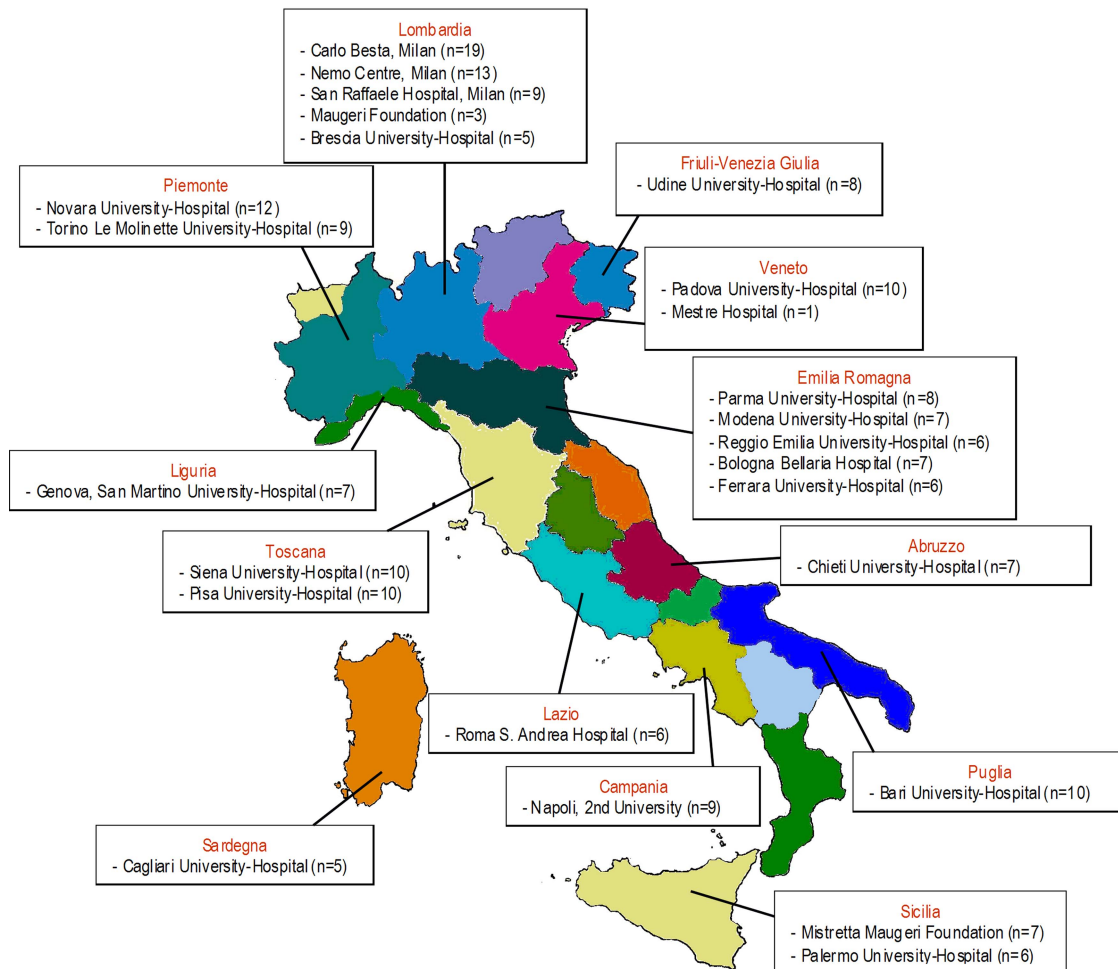 Lombardia
- Carlo Besta, Milan (n=19)
- Nemo Centre, Milan (n=13)
- San Raffaele Hospital, Milan (n=9)
- Maugeri Foundation (n=3)
- Brescia University-Hospital (n=5)
Friuli-Venezia Giulia
- Udine University-Hospital (n=8)
Piemonte
- Novara University-Hospital (n=12)
- Torino Le Molinette University-Hospital (n=9)
Veneto
- Padova University-Hospital (n=10)
- Mestre Hospital (n=1)
Emilia Romagna
- Parma University-Hospital (n=8)
- Modena University-Hospital (n=7)
- Reggio Emilia University-Hospital (n=6)
- Bologna Bellaria Hospital (n=7)
- Ferrara University-Hospital (n=6)
Liguria
- Genova, San Martino University-Hospital (n=7)
Toscana
- Siena University-Hospital (n=10)
- Pisa University-Hospital (n=10)
Abruzzo
- Chieti University-Hospital (n=7)
Lazio
- Roma S. Andrea Hospital (n=6)
Campania
- Napoli, 2nd University (n=9)
Puglia
- Bari University-Hospital (n=10)
Sardegna
- Cagliari University-Hospital (n=5)
Sicilia
- Mistretta Maugeri Foundation (n=7)
- Palermo University-Hospital (n=6)